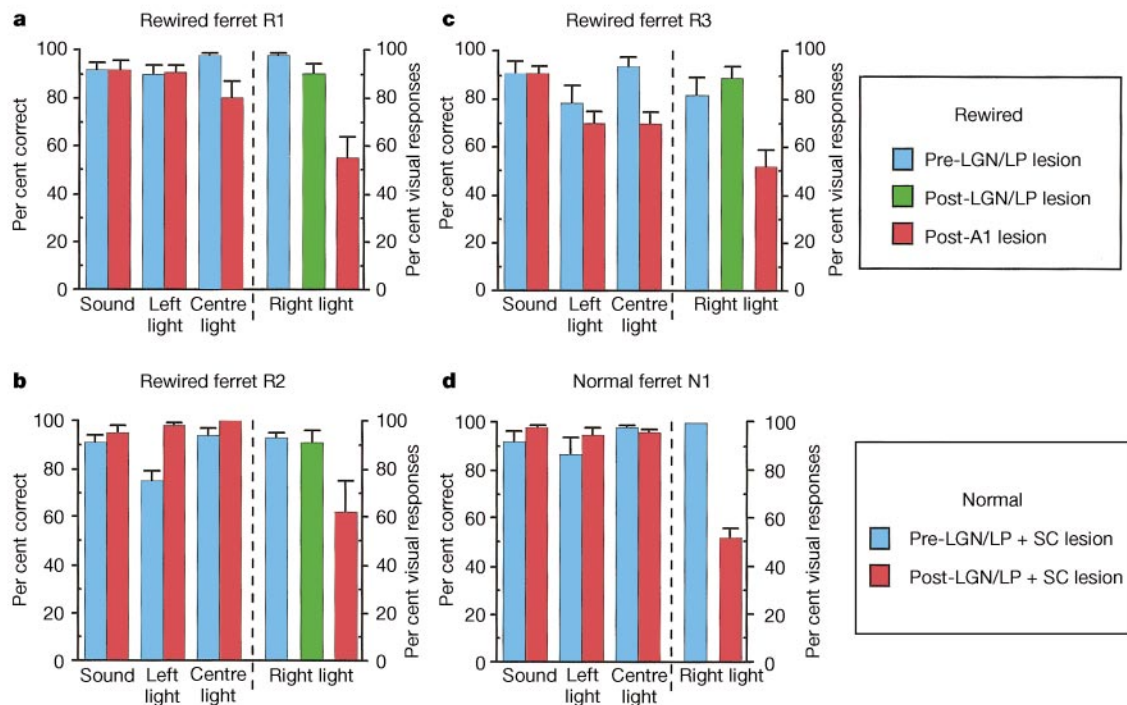 a
Rewired ferret R1
100
80
60
40
20
0
Per cent correct
100
80
60
40
20
0
Per cent visual responses
Sound
Left
light
Centre
light
Right light
c
Rewired ferret R3
100
80
60
40
20
0
Per cent correct
100
80
60
40
20
0
Per cent visual responses
Sound
Left
light
Centre
light
Right light
Rewired
Pre-LGN/LP lesion
Post-LGN/LP lesion
Post-A1 lesion
b
Rewired ferret R2
100
80
60
40
20
0
Per cent correct
100
80
60
40
20
0
Per cent visual responses
Sound
Left
light
Centre
light
Right light
d
Normal ferret N1
100
80
60
40
20
0
Per cent correct
100
80
60
40
20
0
Per cent visual responses
Sound
Left
light
Centre
light
Right light
Normal
Pre-LGN/LP + SC lesion
Post-LGN/LP + SC lesion